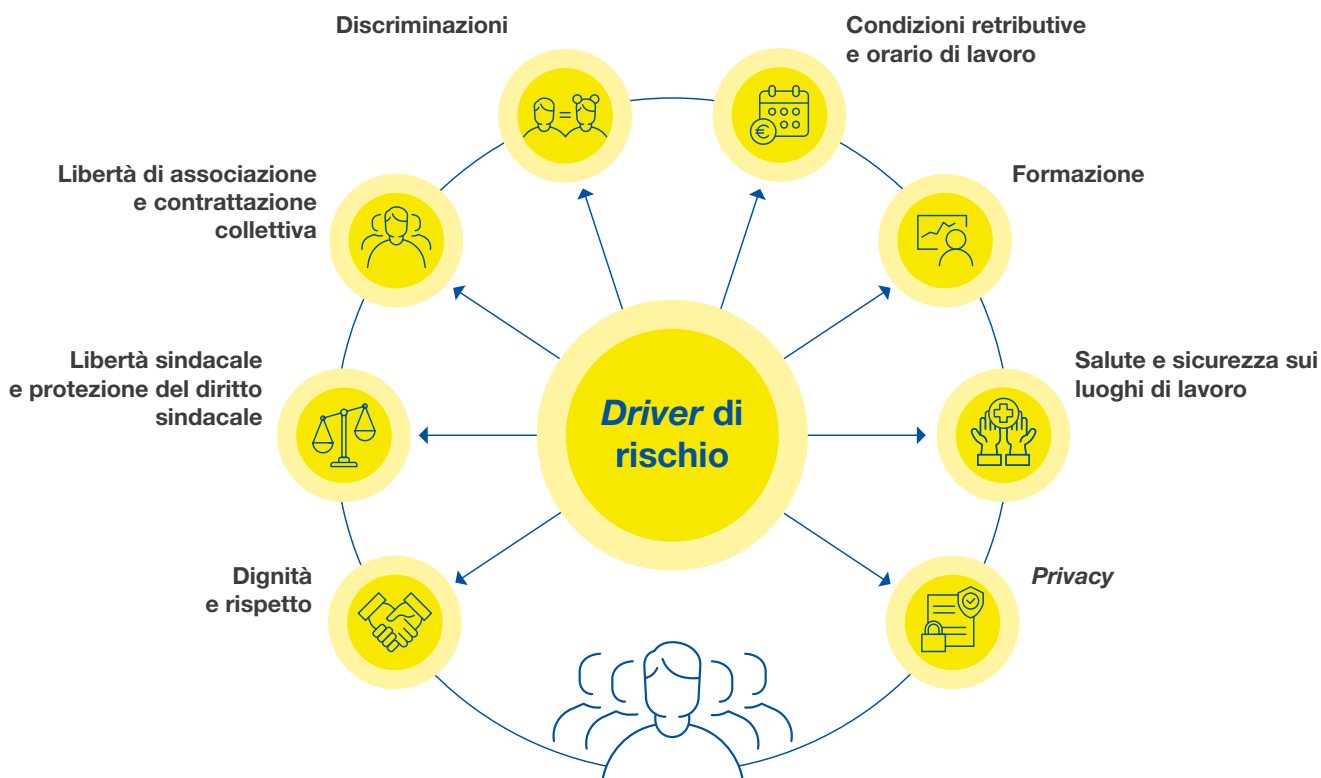 Discriminazioni
Condizioni retributive
e orario di lavoro
Libertà di associazione
e contrattazione
collettiva
Formazione
Libertà sindacale
e protezione del diritto
sindacale
Salute e sicurezza sui
luoghi di lavoro
Driver di
rischio
Dignità
e rispetto
Privacy
€